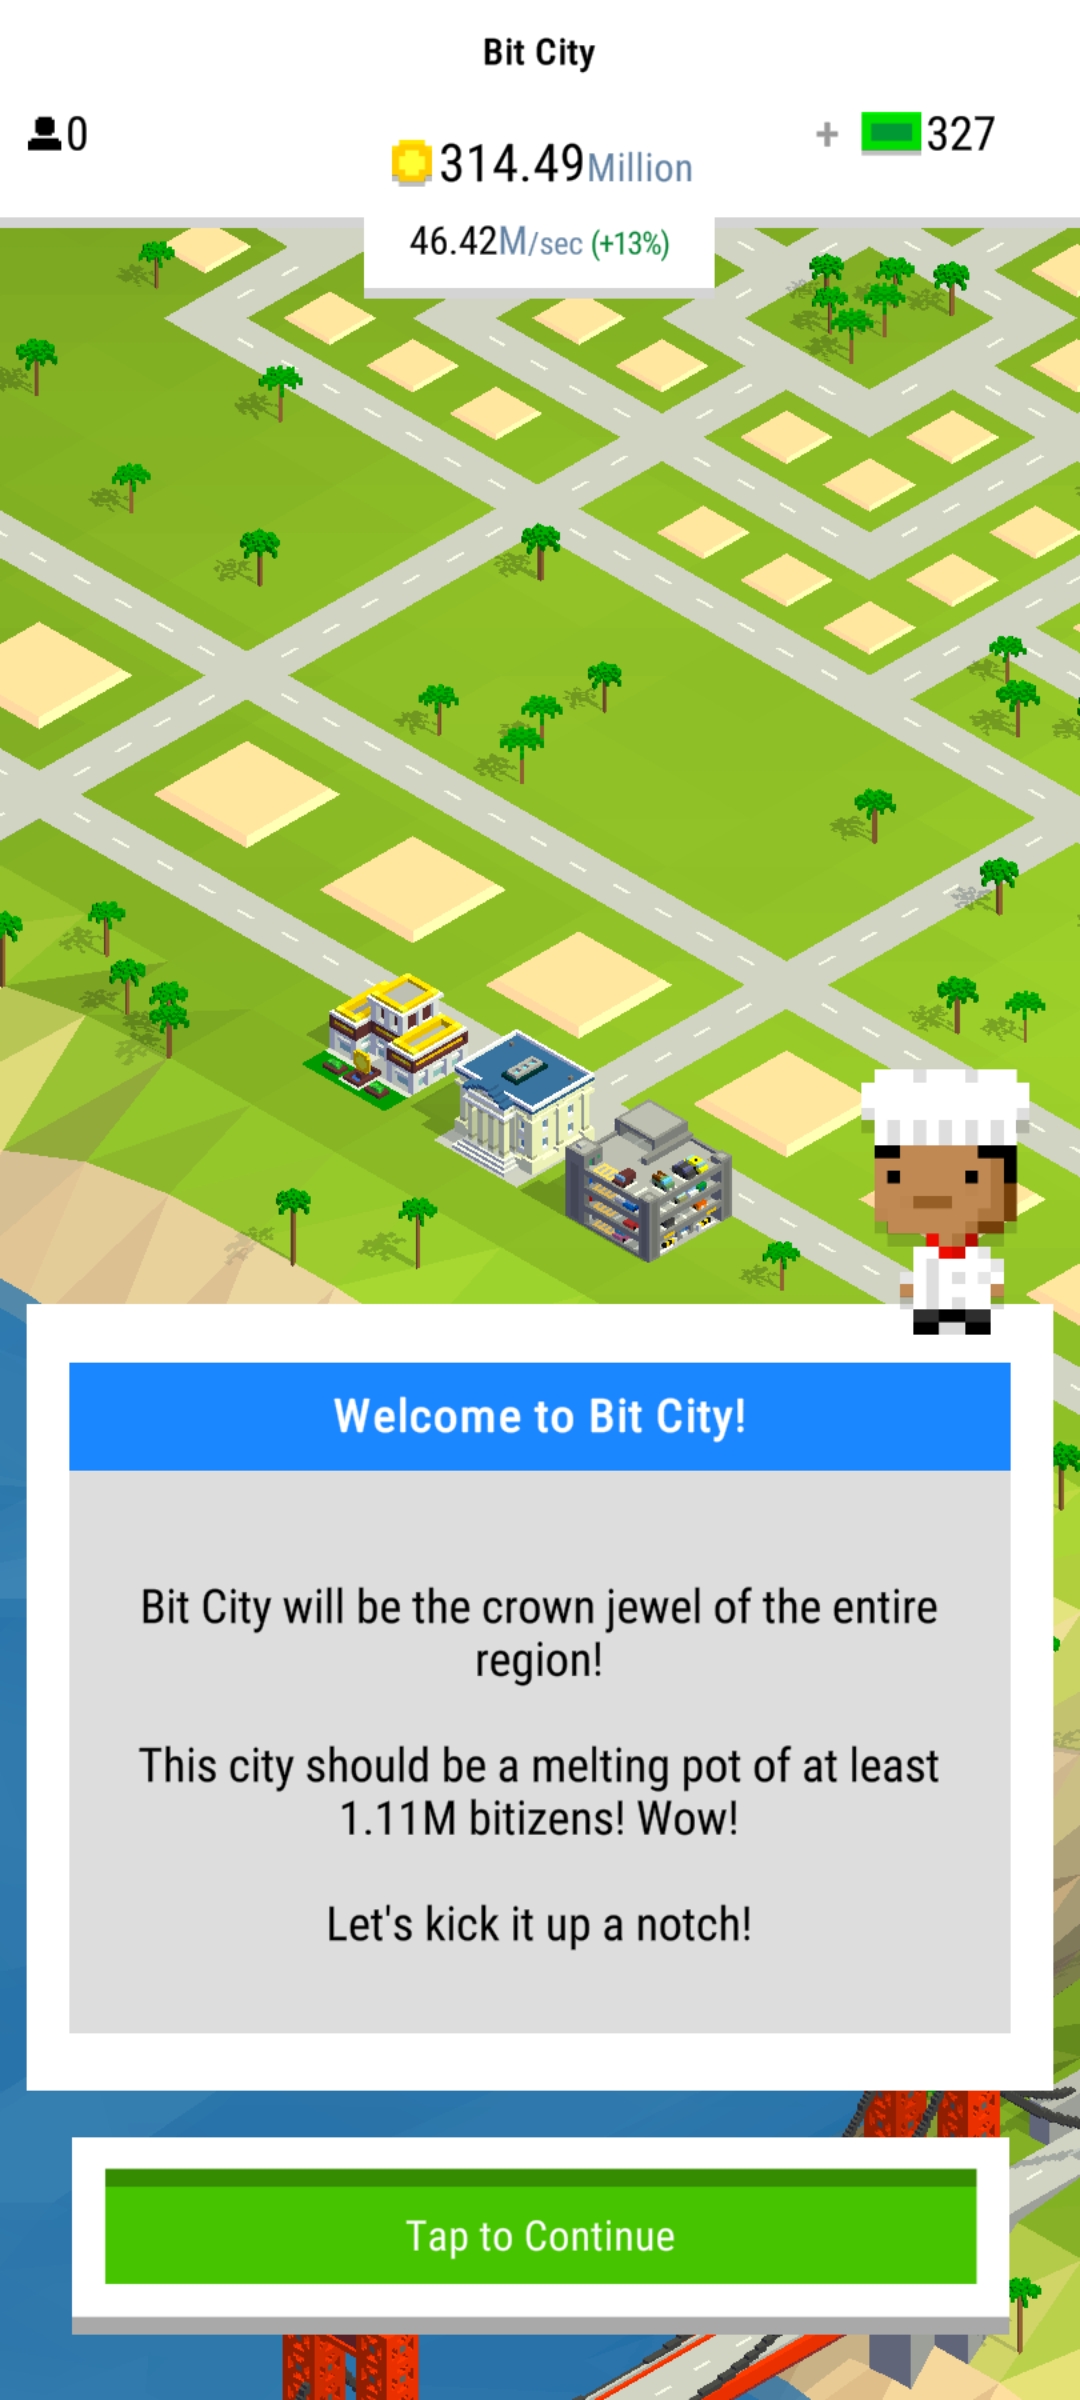 Bit City
0
314.49Million
+ 327
46.42M/sec (+13%)
Welcome to Bit City!
Bit City will be the crown jewel of the entire
region!
This city should be a melting pot of at least
1.11M bitizens! Wow!
Let's kick it up a notch!
Tap to Continue